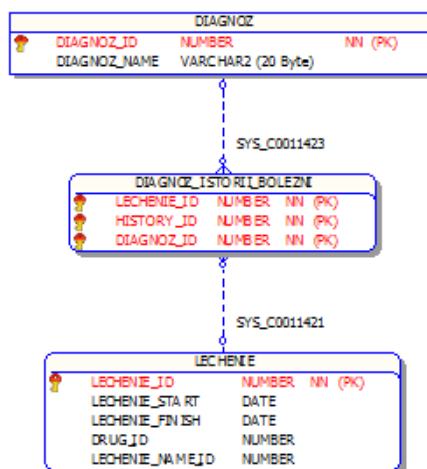 DIAGNOZ
DIAGNOZ_ID NUMBER NN (PK)
DIAGNOZ_NAME VARCHAR2 (20 Byte)
SYS_C0011423
DIAGNOZ_ISTORII_BOLEZNI
LECHENIE_ID NUMBER NN (PK)
HISTORY_ID NUMBER NN (PK)
DIAGNOZ_ID NUMBER NN (PK)
SYS_C0011421
LECHENIE
LECHENIE_ID NUMBER NN (PK)
LECHENIE_START DATE
LECHENIE_FINISH DATE
DRUG_ID NUMBER
LECHENIE_NAME_ID NUMBER